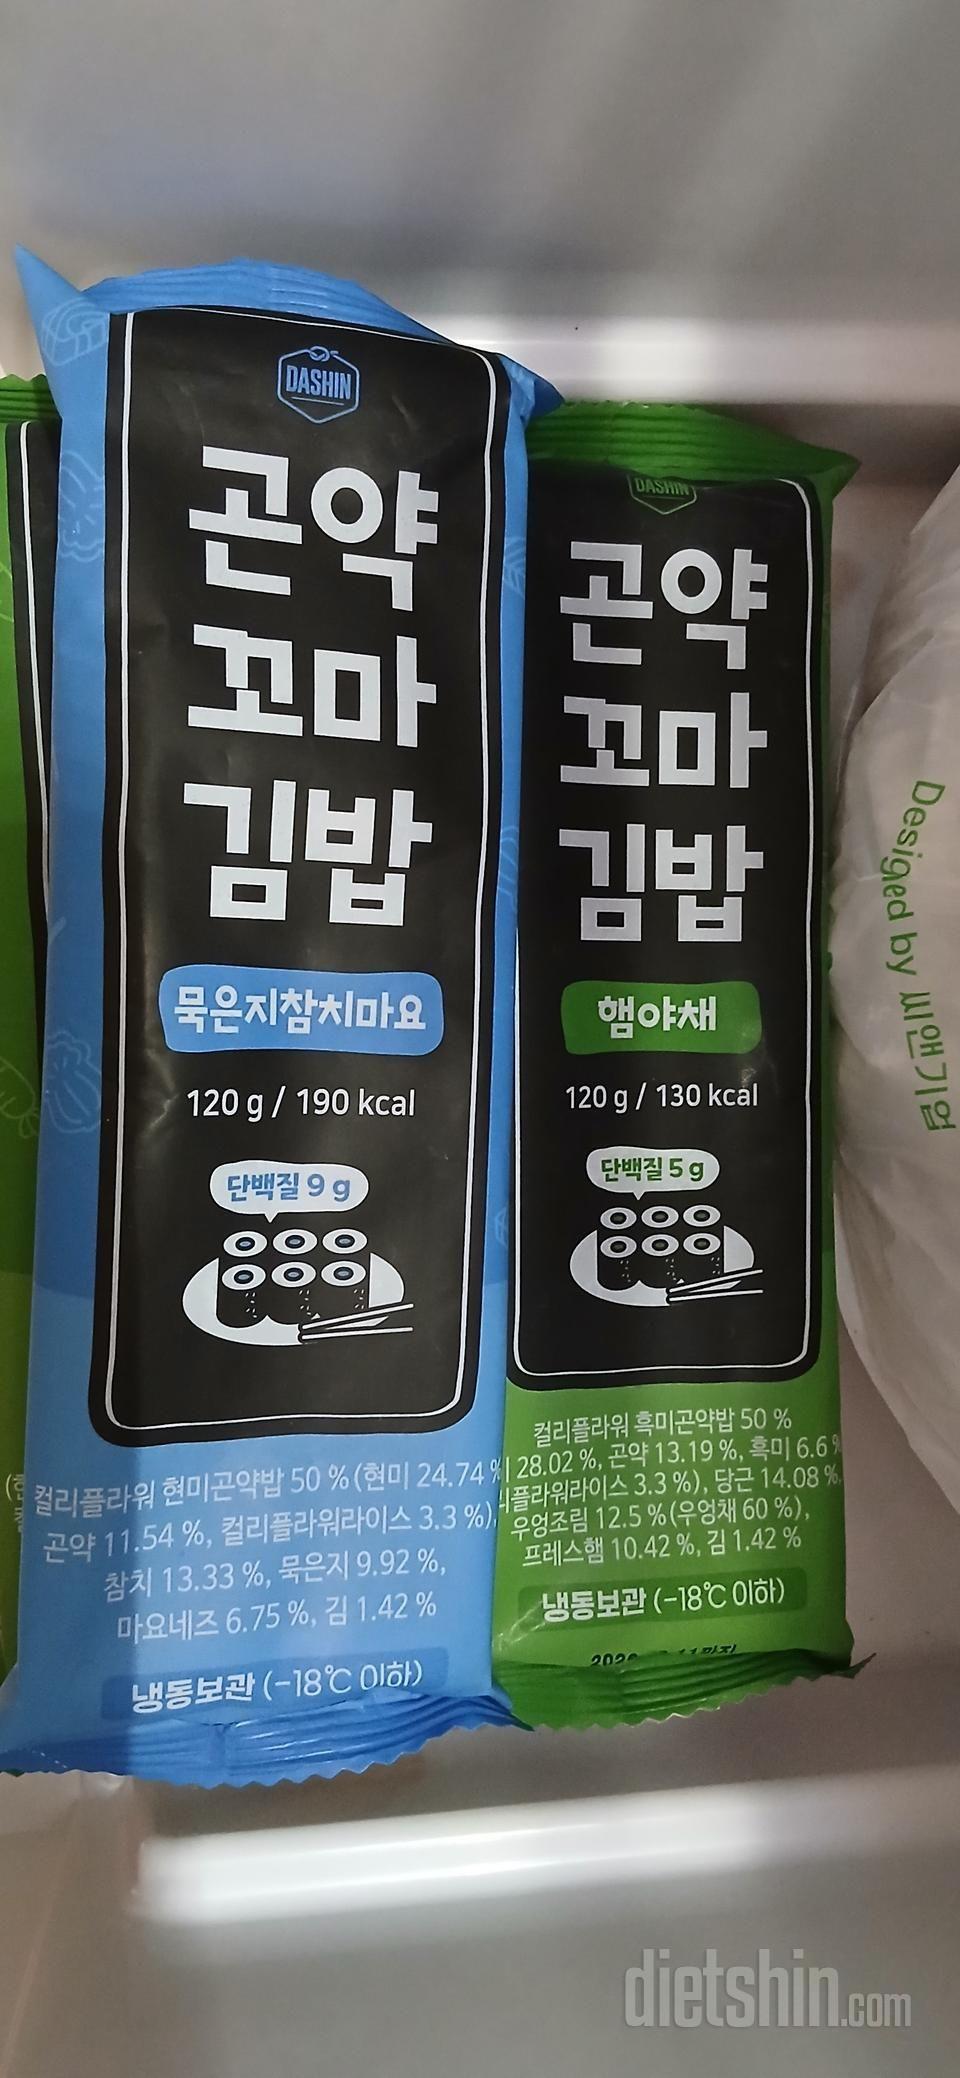 DASHIN
곤약
꼬마
김밥
묵은지참치마요
120 g / 190 kcal
단백질 9 g
컬리플라워 현미곤약밥 50 % (현미 24.74 %
곤약 11.54 %, 컬리플라워라이스 3.3 %),
참치 13.33 %, 묵은지 9.92 %,
마요네즈 6.75 %, 김 1.42 %
냉동보관 (-18℃ 이하)
DASHIN
곤약
꼬마
김밥
햄야채
120 g / 130 kcal
단백질 5 g
컬리플라워 흑미곤약밥 50 %
28.02 %, 곤약 13.19 %, 흑미 6.6 %
플라워라이스 3.3 %), 당근 14.08 %,
우엉조림 12.5 % (우엉채 60 %),
프레스햄 10.42 %, 김 1.42 %
냉동보관 (-18℃ 이하)
Desiged by 씨앤기업
dietshin.com